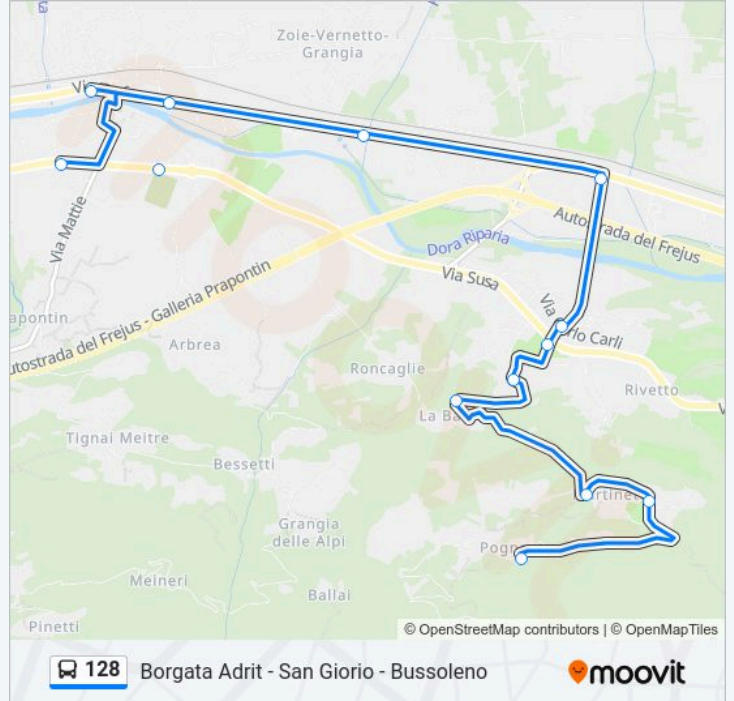 Zoie-Vernetto-
Grangia
Dora Riparia
Autostrada del Frejus
Via Mattie
Via Susa
Autostrada del Frejus - Galleria Prapontin
Arbrea
Roncaglie
Rivetto
Tignai Meitre
Bessetti
Grangia
delle Alpi
Meineri
Ballai
Pinetti
© OpenStreetMap contributors | © OpenMapTiles
128
Borgata Adrit - San Giorio - Bussoleno
moovit